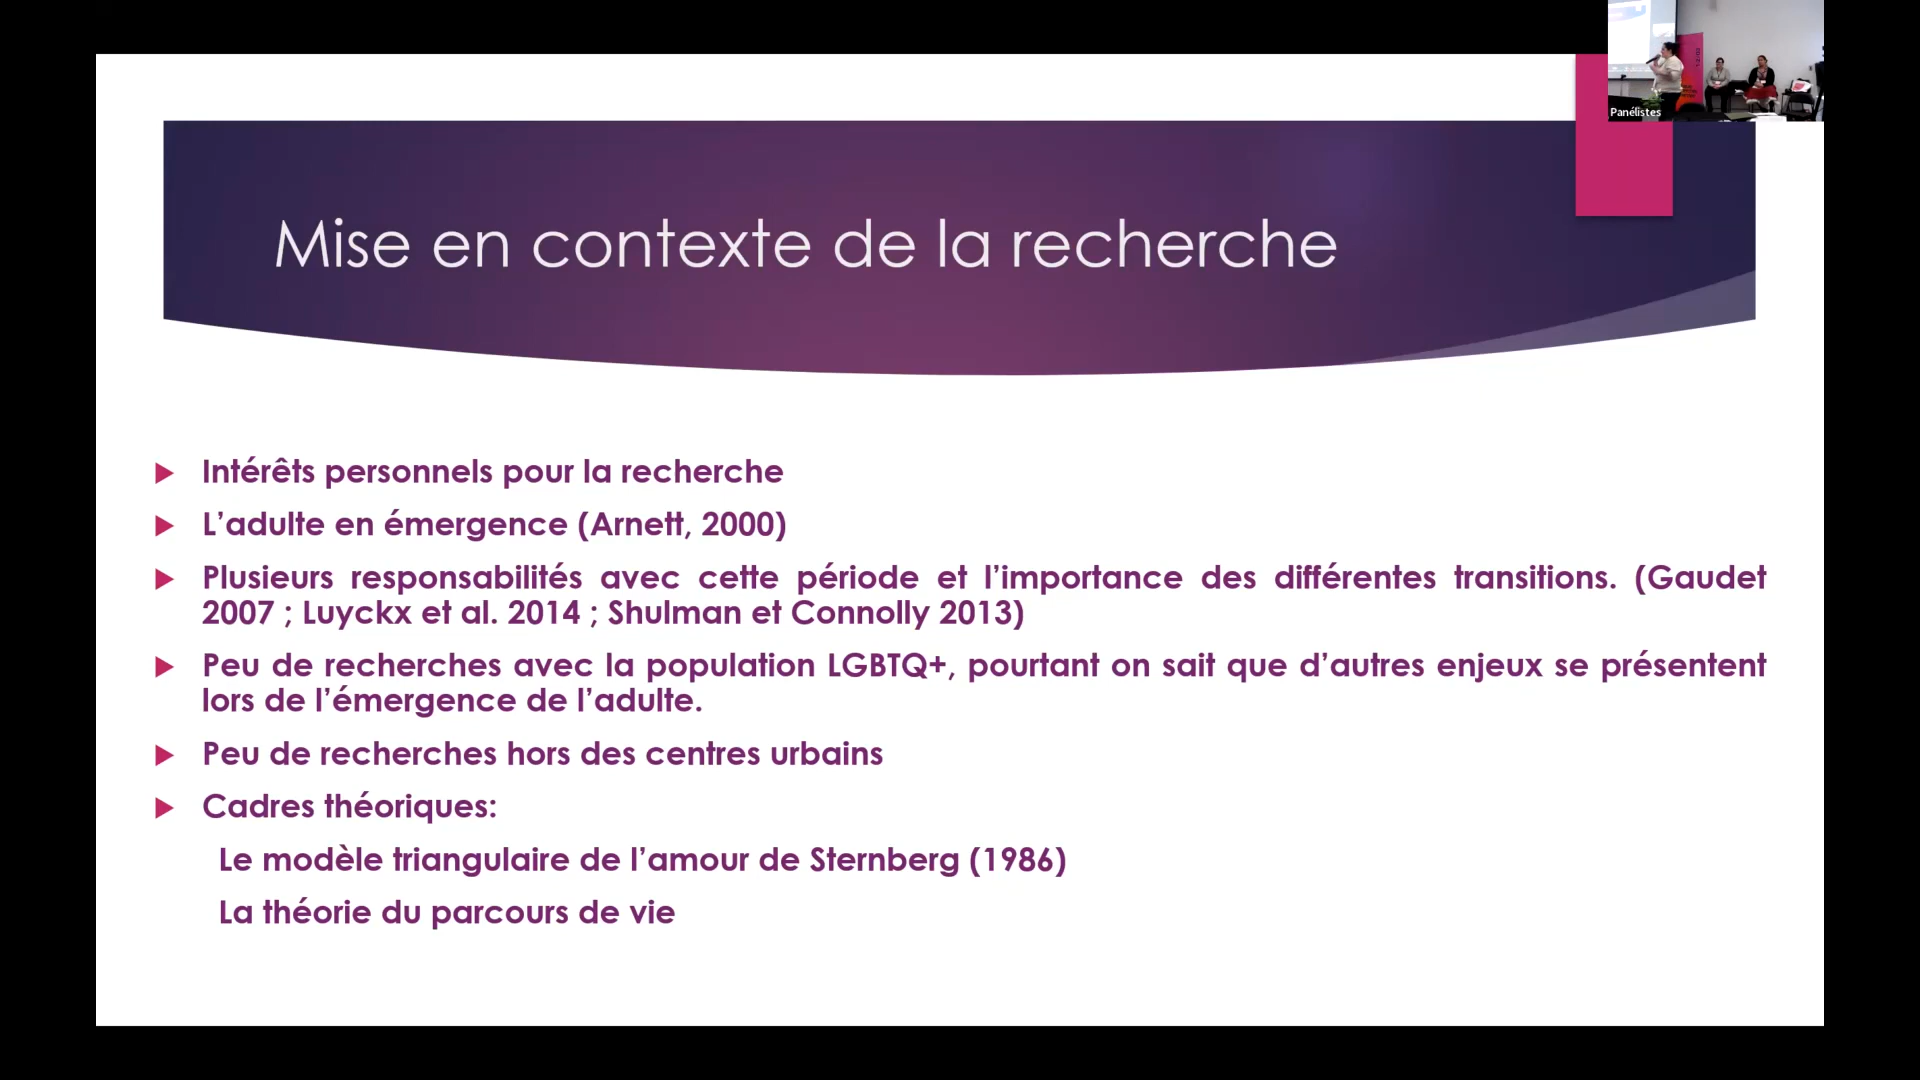 Panélistes
Mise en contexte de la recherche
Intérêts personnels pour la recherche
L’adulte en émergence (Arnett, 2000)
Plusieurs responsabilités avec cette période et l’importance des différentes transitions. (Gaudet
2007 ; Luyckx et al. 2014 ; Shulman et Connolly 2013)
Peu de recherches avec la population LGBTQ+, pourtant on sait que d’autres enjeux se présentent
lors de l’émergence de l’adulte.
Peu de recherches hors des centres urbains
Cadres théoriques:
Le modèle triangulaire de l’amour de Sternberg (1986)
La théorie du parcours de vie